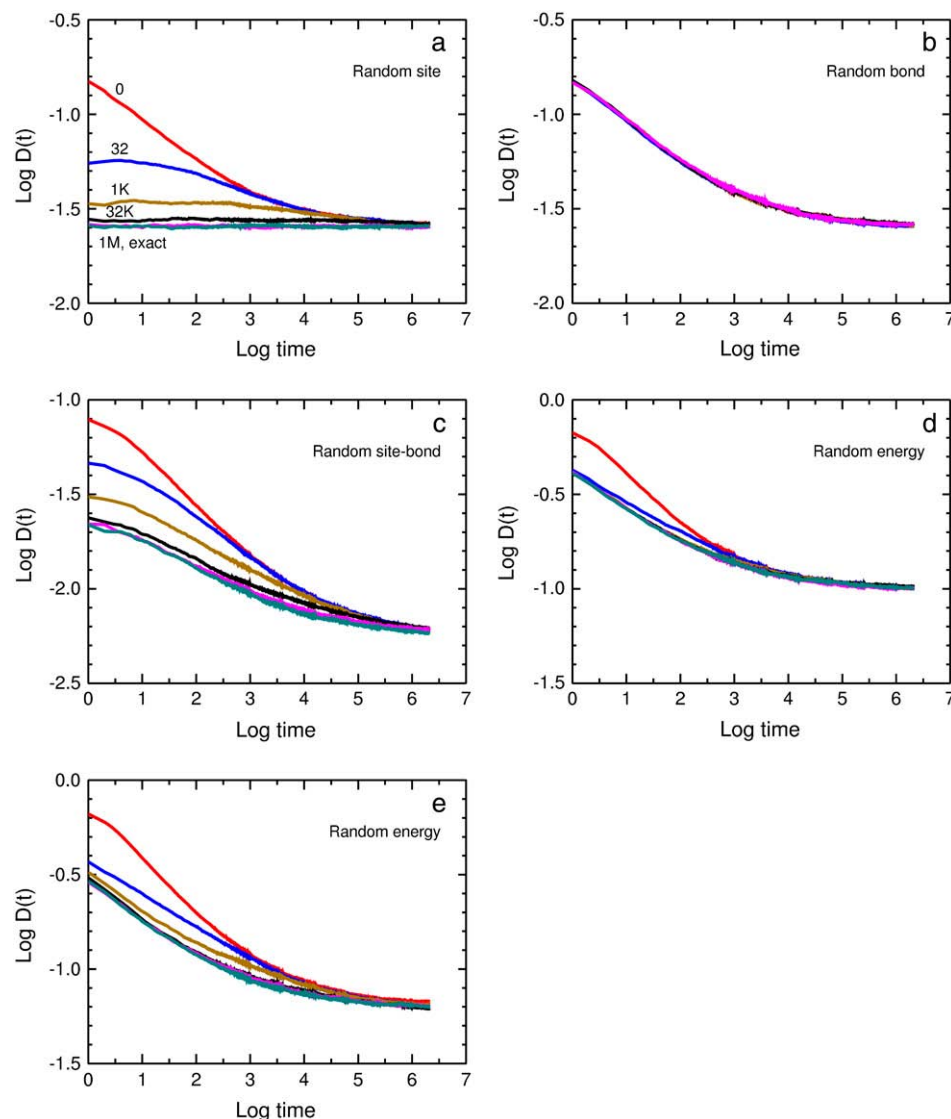 a
Random site
0
32
1K
32K
1M, exact
-0.5
-1.0
-1.5
-2.0
0 1 2 3 4 5 6 7
Log D(t)
Log time
b
Random bond
-0.5
-1.0
-1.5
-2.0
0 1 2 3 4 5 6 7
Log D(t)
Log time
c
Random site-bond
-1.0
-1.5
-2.0
-2.5
0 1 2 3 4 5 6 7
Log D(t)
Log time
d
Random energy
0.0
-0.5
-1.0
-1.5
0 1 2 3 4 5 6 7
Log D(t)
Log time
e
Random energy
0.0
-0.5
-1.0
-1.5
0 1 2 3 4 5 6 7
Log D(t)
Log time